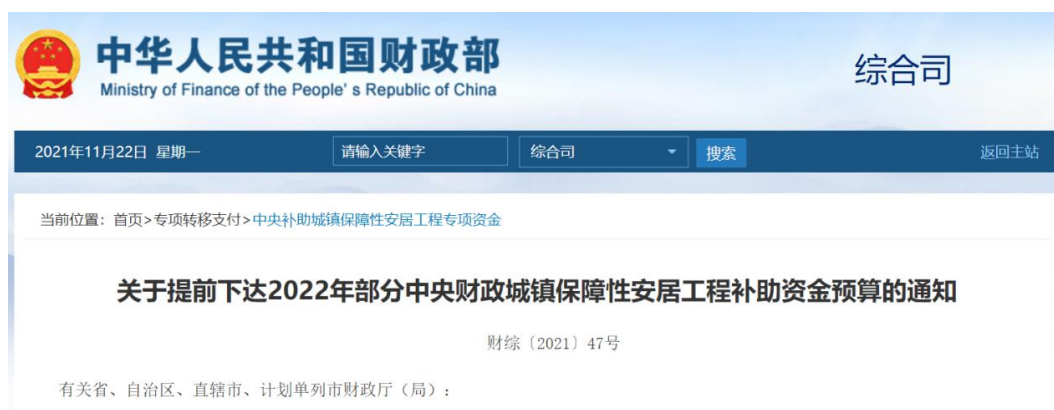 中华人民共和国财政部
Ministry of Finance of the People' s Republic of China
综合司
2021年11月22日 星期一 请输入关键字 综合司 搜索 返回主站
当前位置：首页>专项转移支付>中央补助城镇保障性安居工程专项资金
关于提前下达2022年部分中央财政城镇保障性安居工程补助资金预算的通知
财综〔2021〕47号
有关省、自治区、直辖市、计划单列市财政厅（局）：